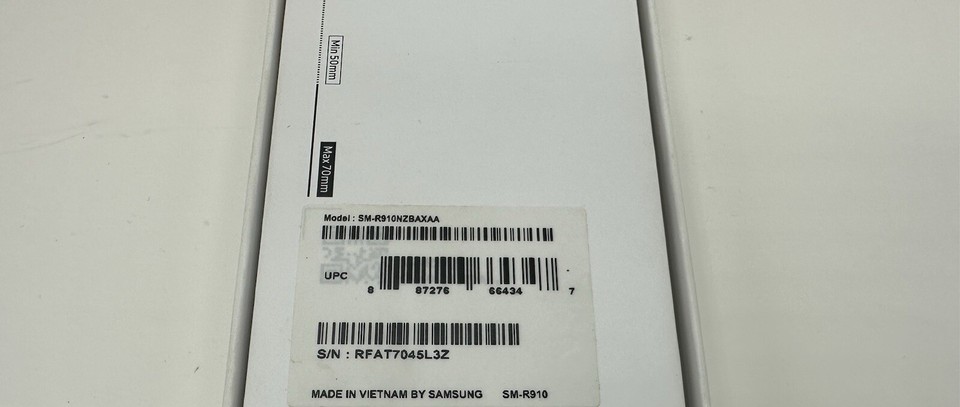 Min 50mm
Max 70mm
Model : SM-R910NZBAXAA
UPC
8 87276 66434 7
S/N : RFAT7045L3Z
MADE IN VIETNAM BY SAMSUNG SM-R910